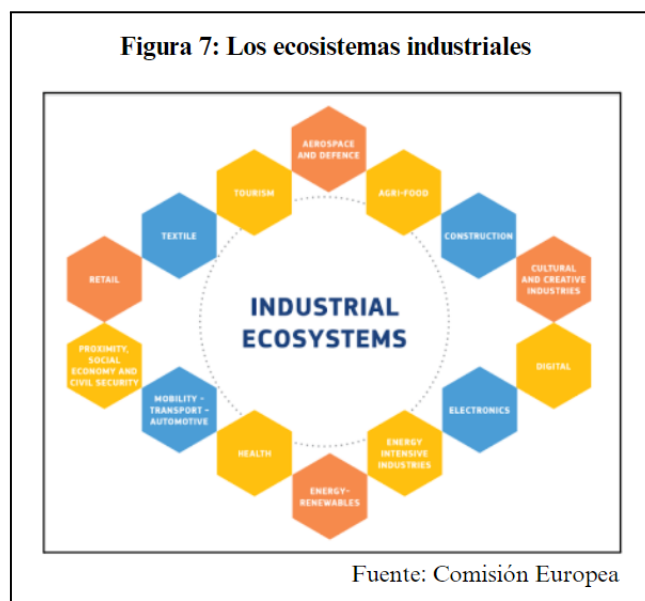 Figura 7: Los ecosistemas industriales
AEROSPACE
AND DEFENCE
TOURISM
AGRI-FOOD
TEXTILE
CONSTRUCTION
RETAIL
CULTURAL
AND CREATIVE
INDUSTRIES
INDUSTRIAL
ECOSYSTEMS
PROXIMITY,
SOCIAL
ECONOMY AND
CIVIL SECURITY
DIGITAL
MOBILITY -
TRANSPORT -
AUTOMOTIVE
ELECTRONICS
HEALTH
ENERGY
INTENSIVE
INDUSTRIES
ENERGY-
RENEWABLES
Fuente: Comisión Europea